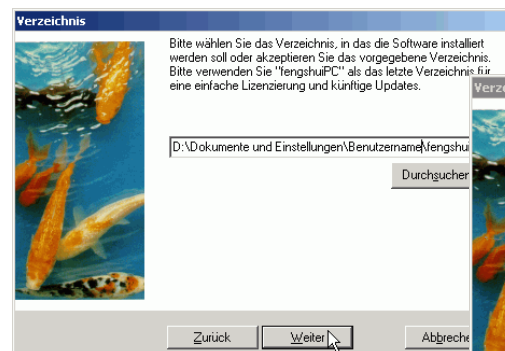 Verzeichnis
Bitte wählen Sie das Verzeichnis, in das die Software installiert
werden soll oder akzeptieren Sie das vorgegebene Verzeichnis.
Bitte verwenden Sie "fengshuiPC" als das letzte Verzeichnis für
eine einfache Lizenzierung und künftige Updates.
Verze
D:\Dokumente und Einstellungen\Benutzername\fengshu
Durchsuchen
Zurück
Weiter
Abbreche